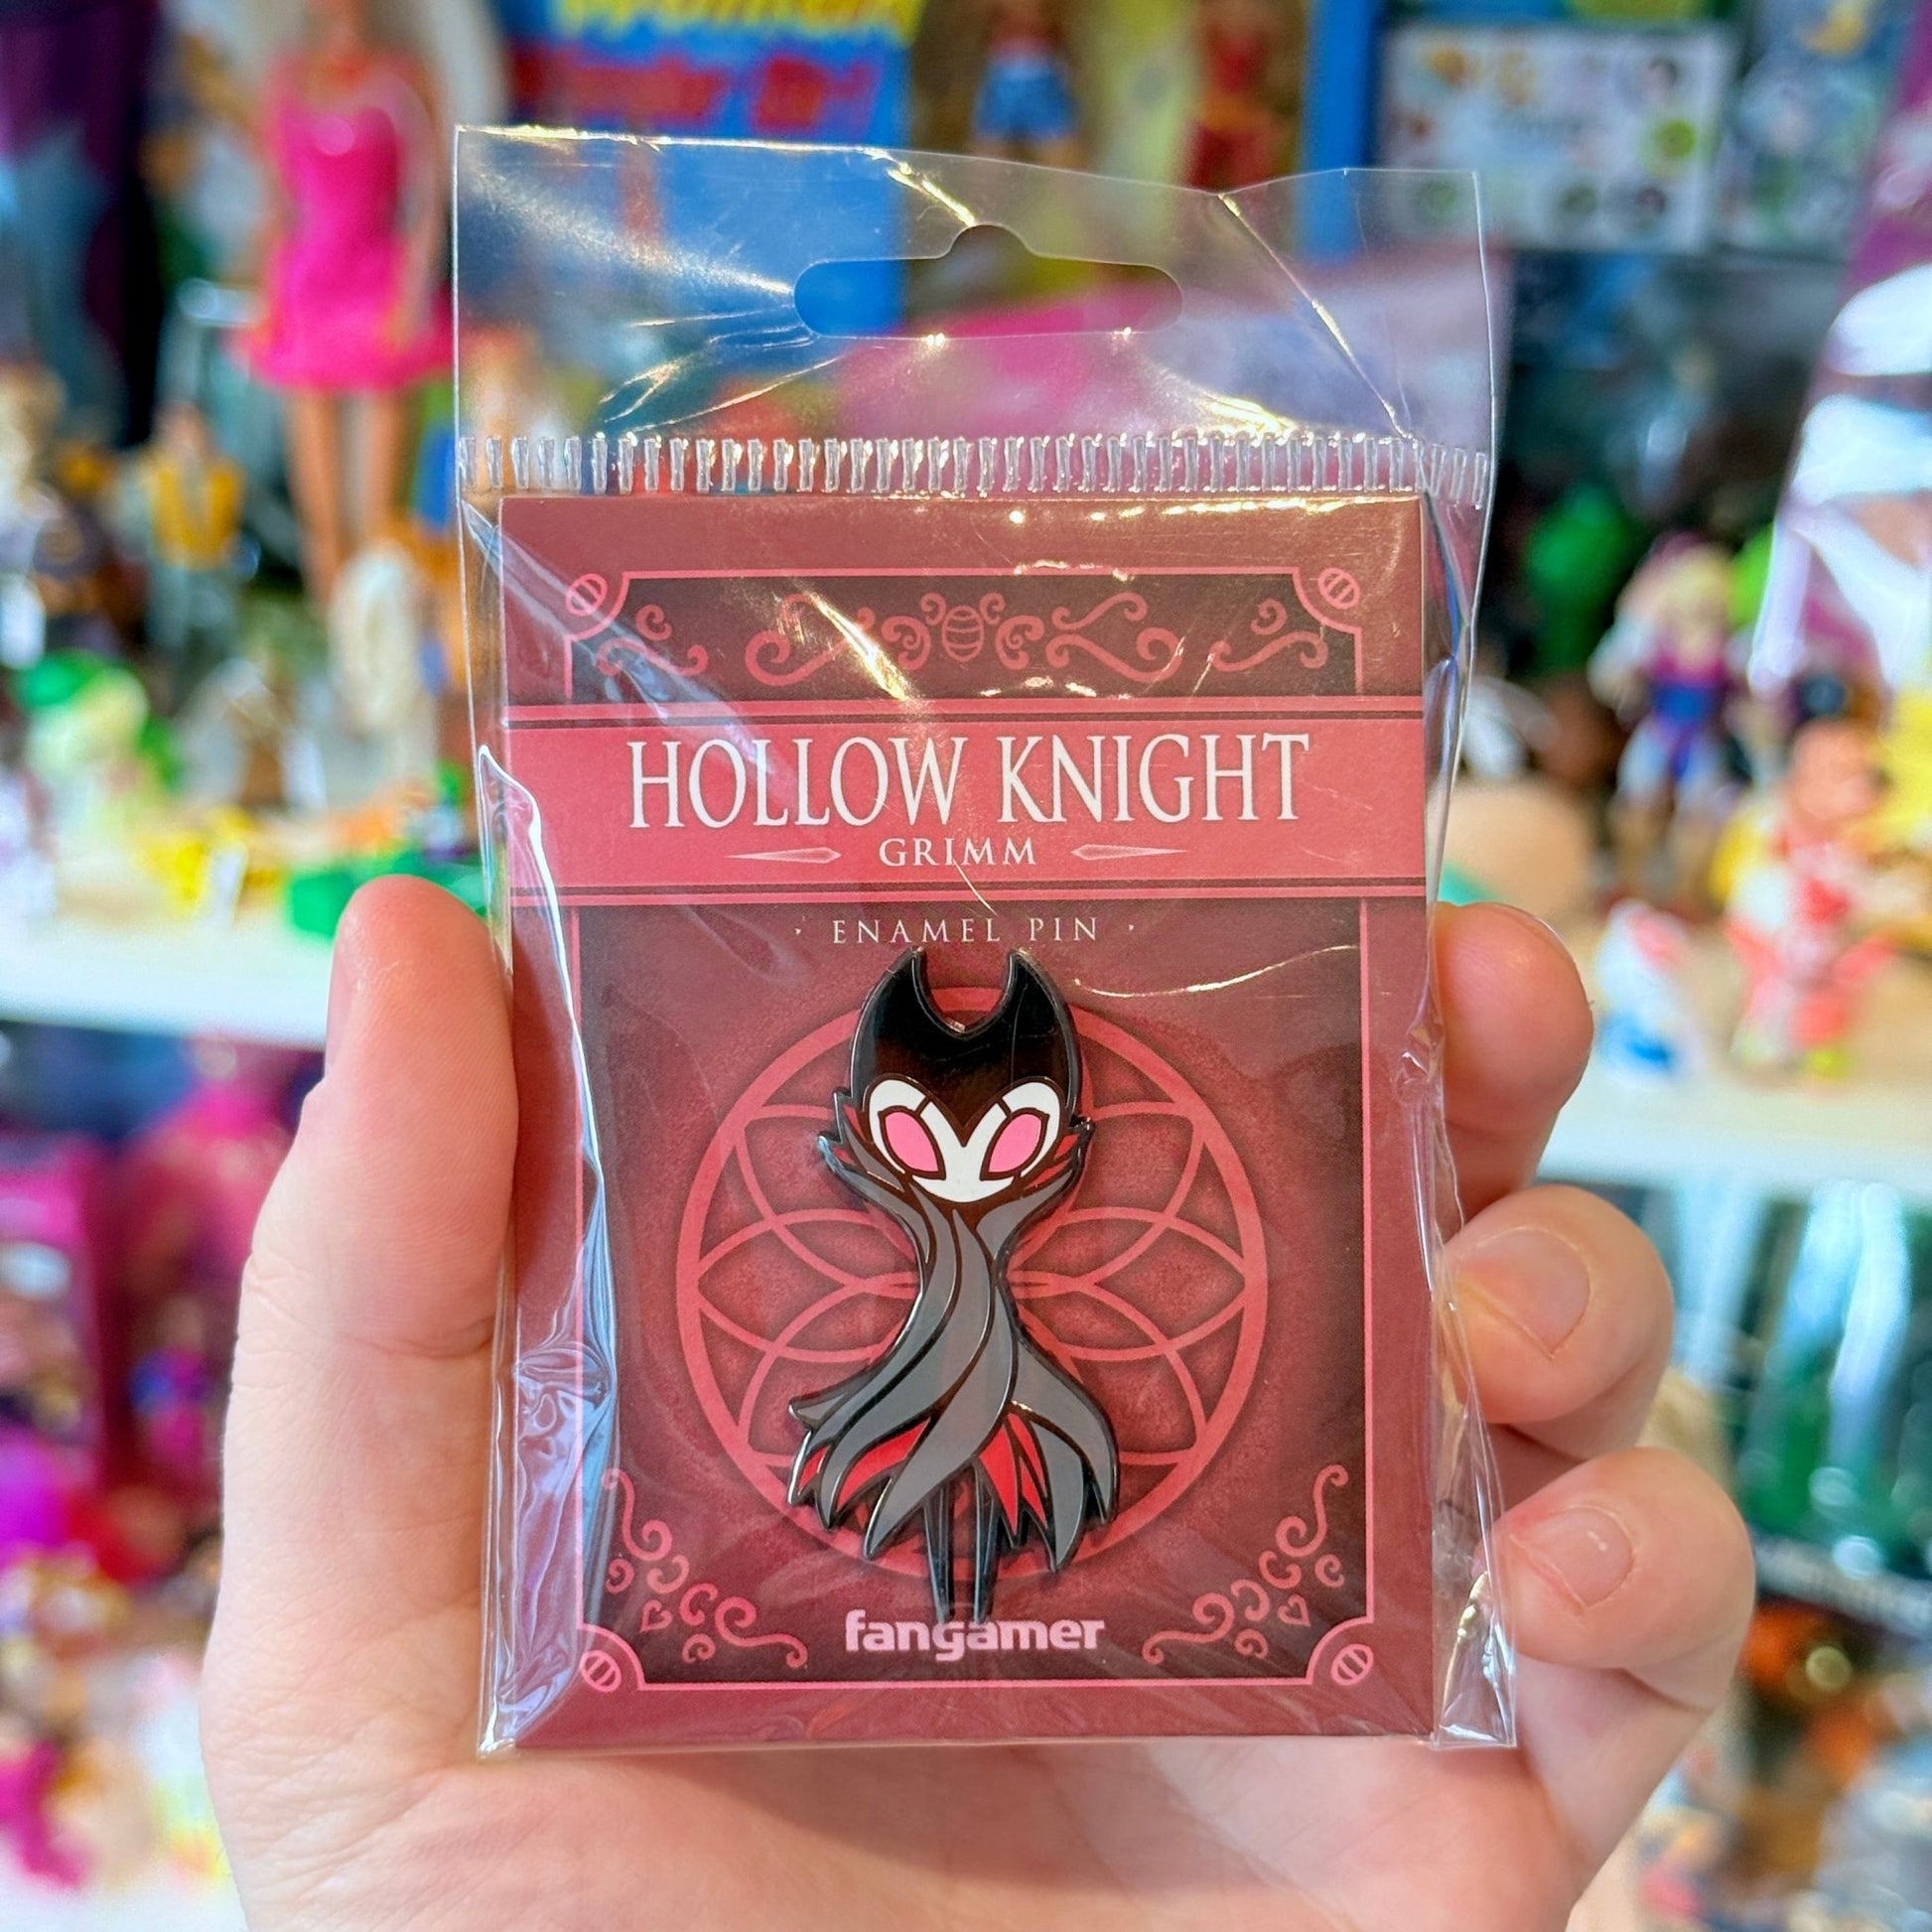 HOLLOW KNIGHT
GRIMM
· ENAMEL PIN ·
fangamer